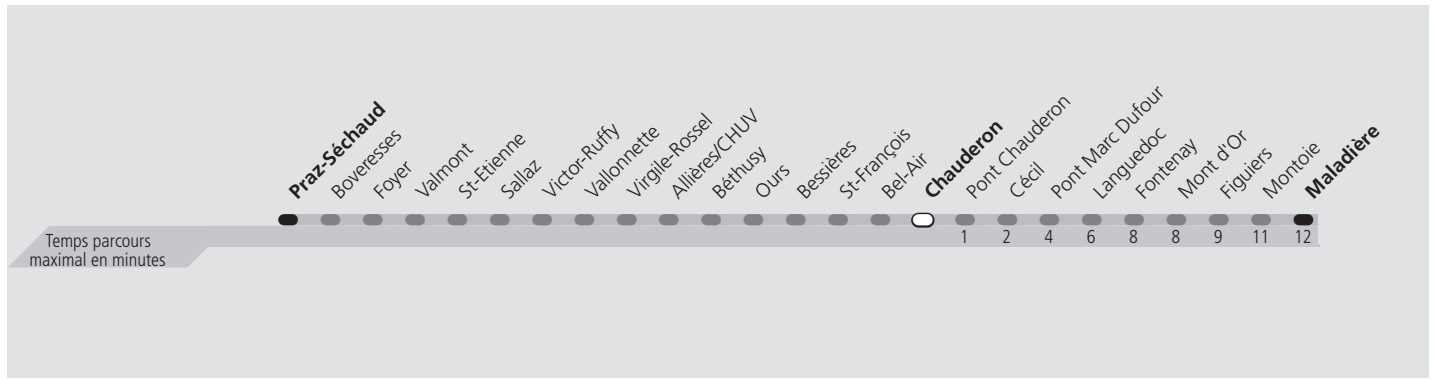 Praz-Séchaud
Boveresses
Foyer
Valmont
St-Etienne
Sallaz
Victor-Ruffy
Vallonnette
Virgile-Rossel
Allières/CHUV
Béthusy
Ours
Bessières
St-François
Bel-Air
Chauderon
Pont Chauderon
Cécil
Pont Marc Dufour
Languedoc
Fontenay
Mont d'Or
Figuiers
Montoie
Maladière
Temps parcours
maximal en minutes
1 2 4 6 8 8 9 11 12